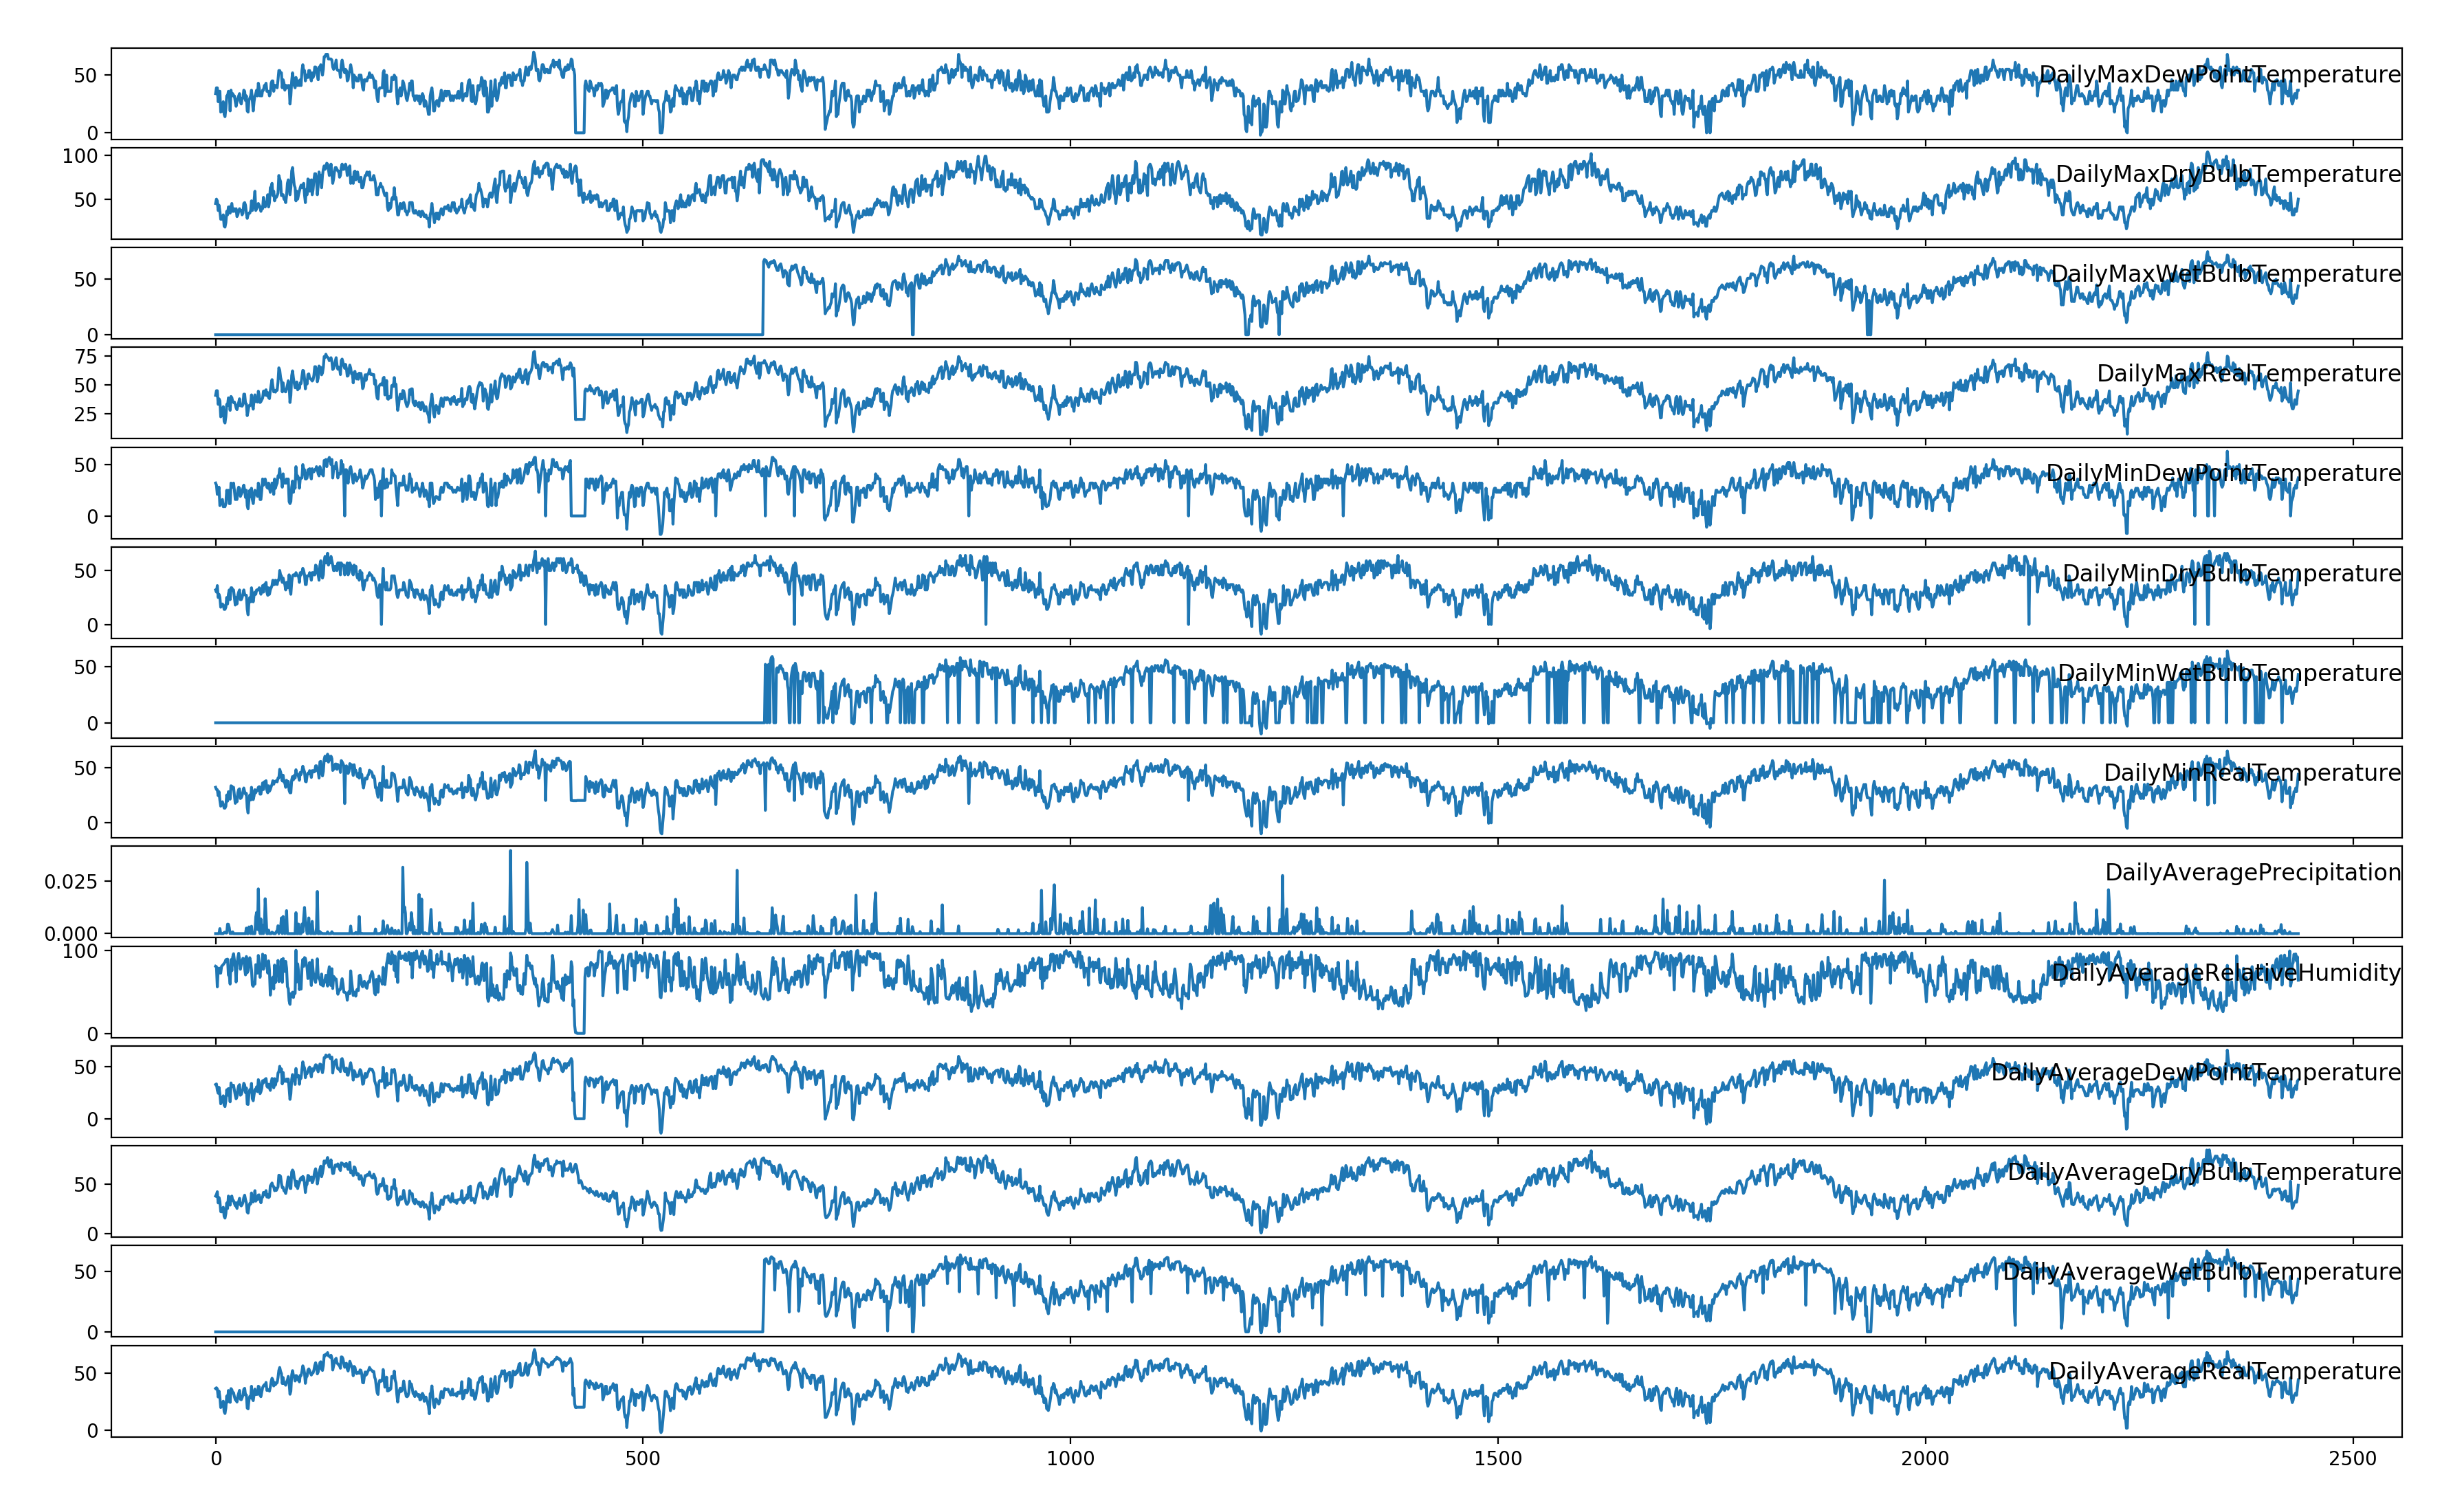 50
0
DailyMaxDewPointTemperature
100
50
DailyMaxDryBulbTemperature
50
0
DailyMaxWetBulbTemperature
75
50
25
DailyMaxRealTemperature
50
0
DailyMinDewPointTemperature
50
0
DailyMinDryBulbTemperature
50
0
DailyMinWetBulbTemperature
50
0
DailyMinRealTemperature
0.025
0.000
DailyAveragePrecipitation
100
0
DailyAverageRelativeHumidity
50
0
DailyAverageDewPointTemperature
50
0
DailyAverageDryBulbTemperature
50
0
DailyAverageWetBulbTemperature
50
0
DailyAverageRealTemperature
0 500 1000 1500 2000 2500